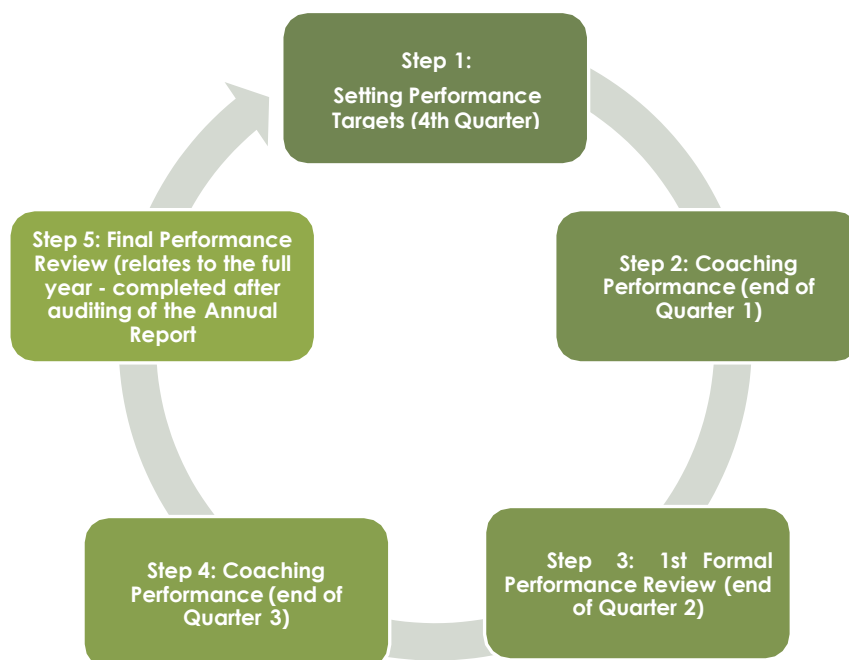 Step 1:
Setting Performance
Targets (4th Quarter)
Step 2: Coaching
Performance (end of
Quarter 1)
Step 3: 1st Formal
Performance Review (end
of Quarter 2)
Step 4: Coaching
Performance (end of
Quarter 3)
Step 5: Final Performance
Review (relates to the full
year - completed after
auditing of the Annual
Report